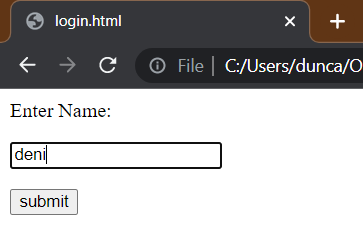 login.html
File | C:/Users/dunca/O
Enter Name:
deni
submit